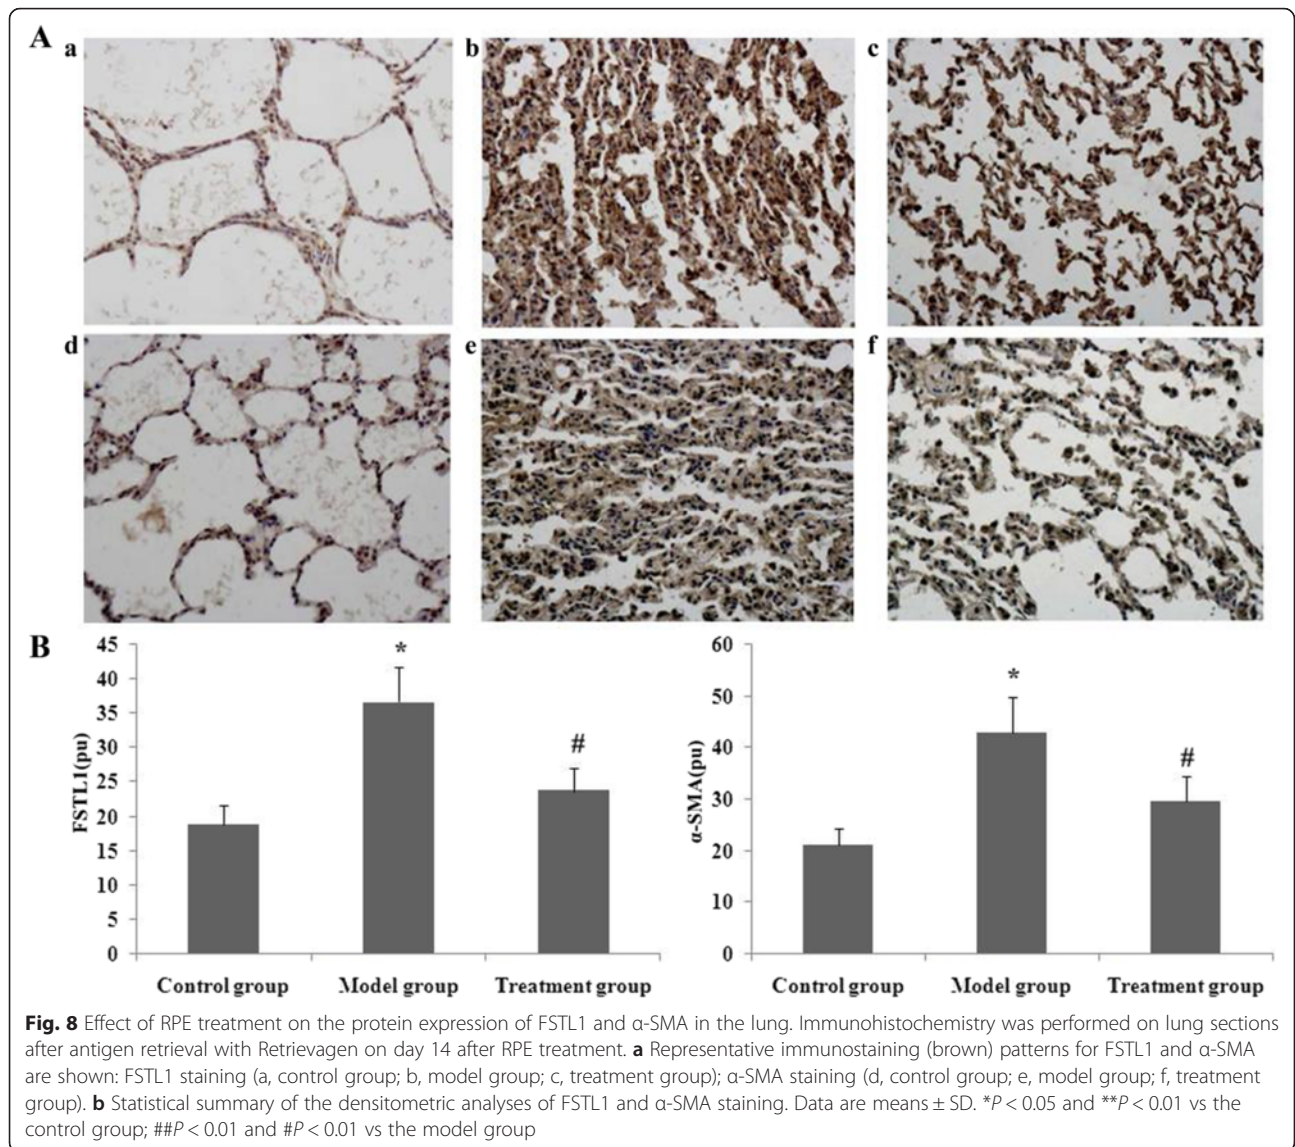 A
a
b
c
d
e
f
B
45
40
35
30
25
20
15
10
5
0
FSTL1(pu)
*
#
Control group
Model group
Treatment group
60
50
40
30
20
10
0
α-SMA(pu)
*
#
Control group
Model group
Treatment group
Fig. 8 Effect of RPE treatment on the protein expression of FSTL1 and α-SMA in the lung. Immunohistochemistry was performed on lung sections
after antigen retrieval with Retrievagen on day 14 after RPE treatment. a Representative immunostaining (brown) patterns for FSTL1 and α-SMA
are shown: FSTL1 staining (a, control group; b, model group; c, treatment group); α-SMA staining (d, control group; e, model group; f, treatment
group). b Statistical summary of the densitometric analyses of FSTL1 and α-SMA staining. Data are means ± SD. *P < 0.05 and **P < 0.01 vs the
control group; ##P < 0.01 and #P < 0.01 vs the model group